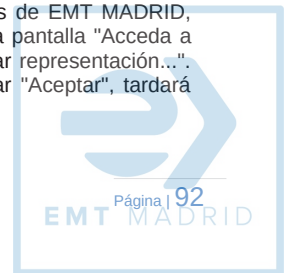 s de EMT MADRID,
a pantalla "Acceda a
ar representación...".
ar "Aceptar", tardará
Página | 92
EMT MADRID